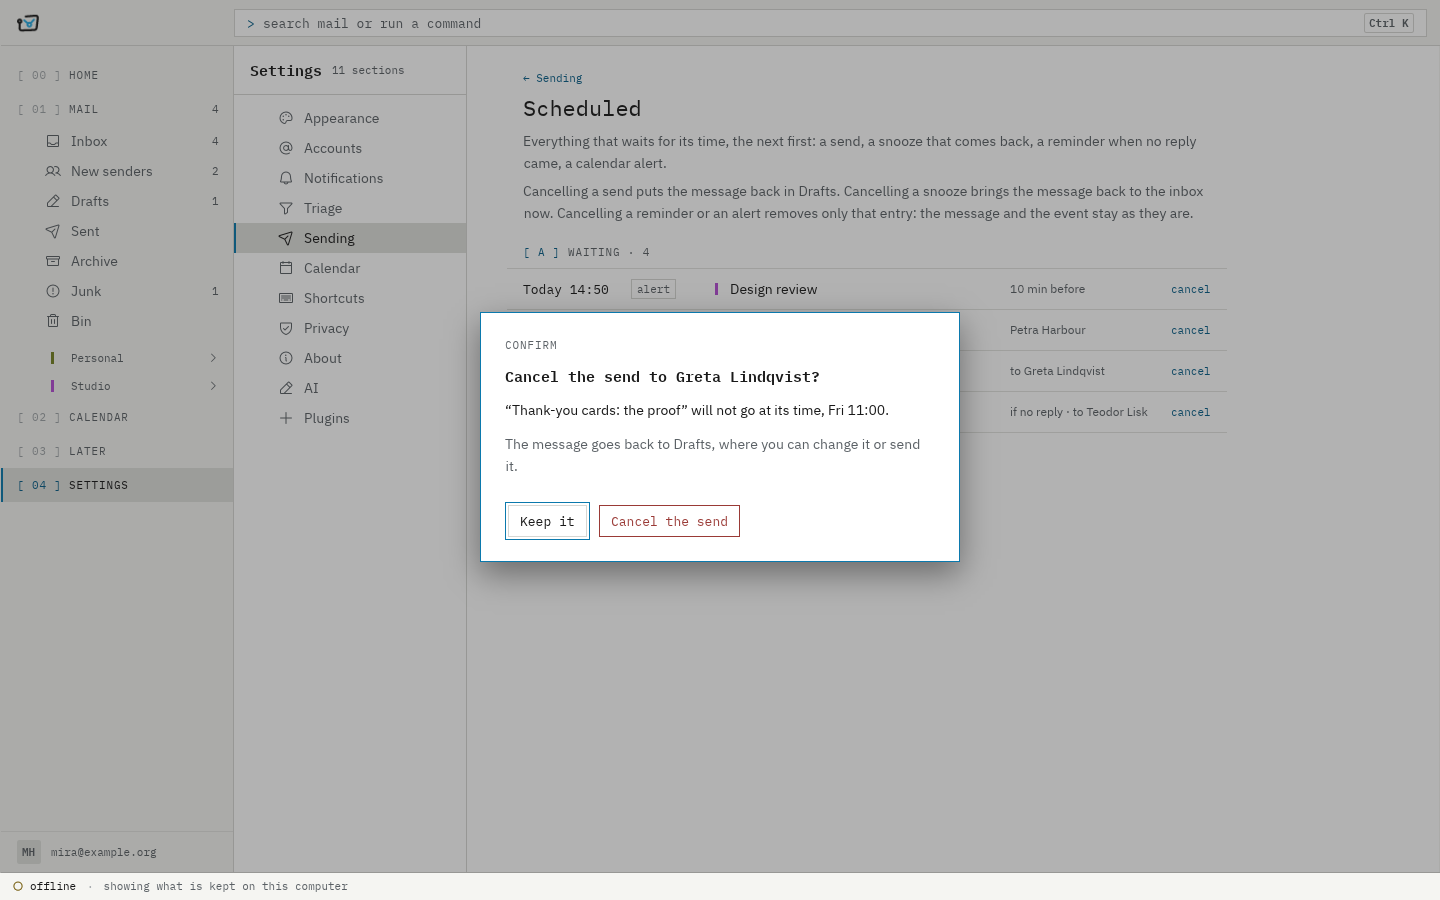 > search mail or run a command
Ctrl K
[ 00 ] HOME
[ 01 ] MAIL 4
Inbox 4
New senders 2
Drafts 1
Sent
Archive
Junk 1
Bin
Personal
Studio
[ 02 ] CALENDAR
[ 03 ] LATER
[ 04 ] SETTINGS
MH mira@example.org
Settings 11 sections
Appearance
Accounts
Notifications
Triage
Sending
Calendar
Shortcuts
Privacy
About
AI
Plugins
← Sending
Scheduled
Everything that waits for its time, the next first: a send, a snooze that comes back, a reminder when no reply
came, a calendar alert.
Cancelling a send puts the message back in Drafts. Cancelling a snooze brings the message back to the inbox
now. Cancelling a reminder or an alert removes only that entry: the message and the event stay as they are.
[ A ] WAITING · 4
Today 14:50 alert Design review 10 min before cancel
Petra Harbour cancel
to Greta Lindqvist cancel
if no reply · to Teodor Lisk cancel
CONFIRM
Cancel the send to Greta Lindqvist?
“Thank-you cards: the proof” will not go at its time, Fri 11:00.
The message goes back to Drafts, where you can change it or send
it.
Keep it
Cancel the send
offline · showing what is kept on this computer